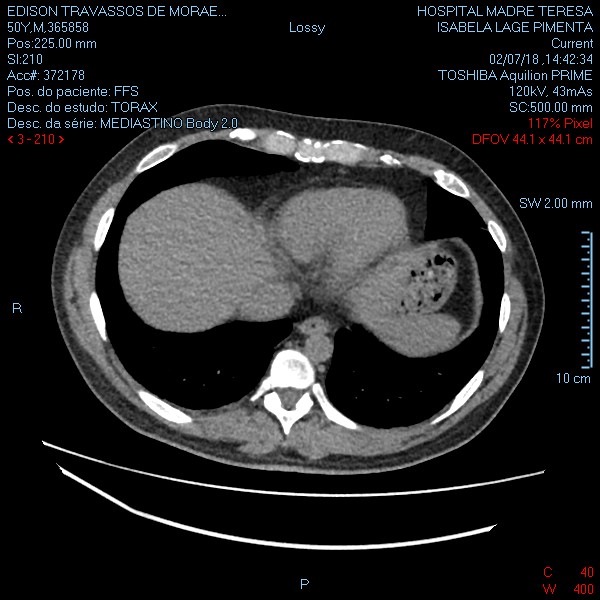 EDISON TRAVASSOS DE MORAE...
50Y,M,365858
Pos:225.00 mm
SI:210
Acc#: 372178
Pos. do paciente: FFS
Desc. do estudo: TORAX
Desc. da série: MEDIASTINO Body 2.0
< 3 - 210 >
Lossy
HOSPITAL MADRE TERESA
ISABELA LAGE PIMENTA
Current
02/07/18 ,14:42:34
TOSHIBA Aquilion PRIME
120kV, 43mAs
SC:500.00 mm
117% Pixel
DFOV 44.1 x 44.1 cm
SW 2.00 mm
R
10 cm
P
C 40
W 400